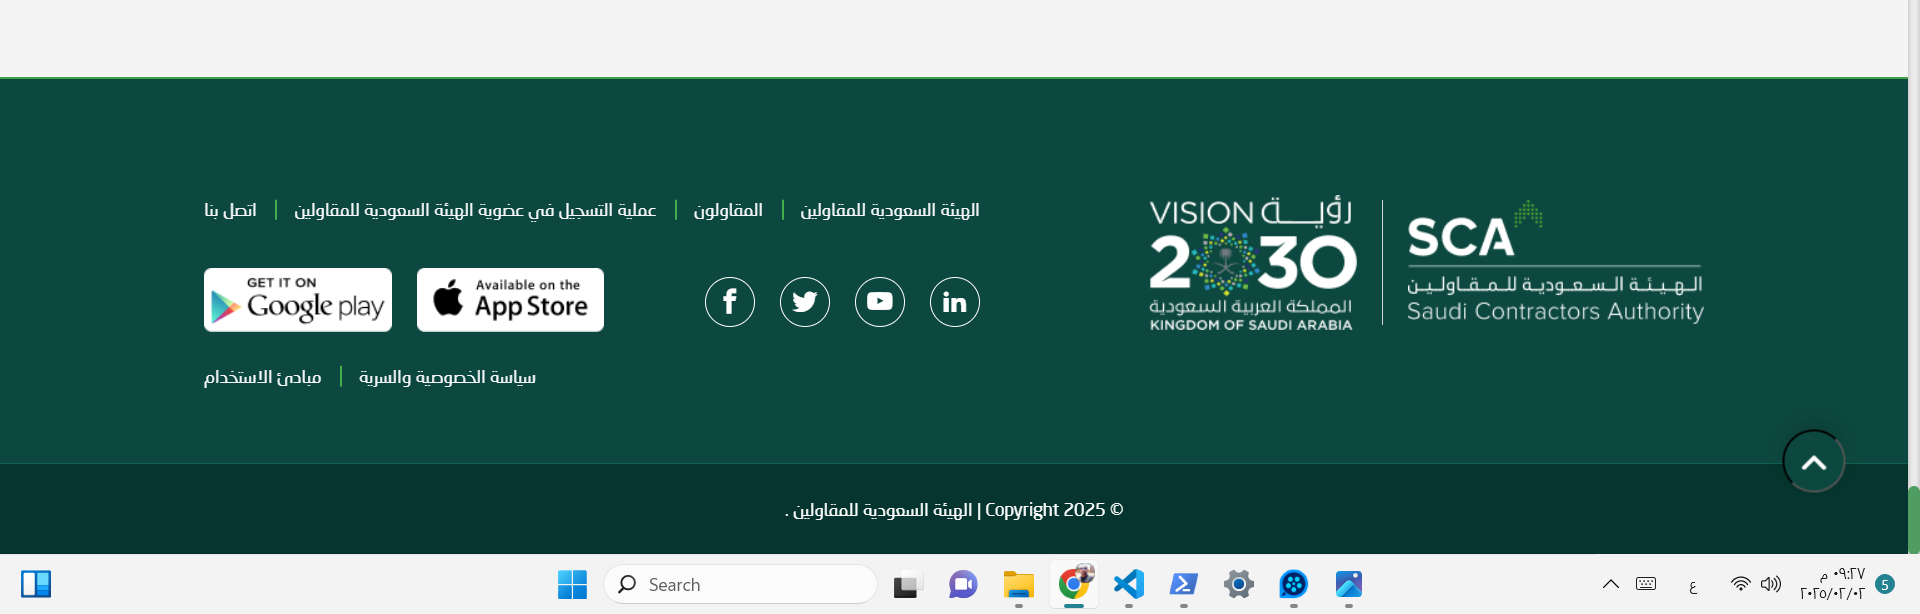 SCA
الهيئة السعودية للمقاولين
Saudi Contractors Authority
VISION رؤية
2030
المملكة العربية السعودية
KINGDOM OF SAUDI ARABIA
الهيئة السعودية للمقاولين | المقاولون | عملية التسجيل في عضوية الهيئة السعودية للمقاولين | اتصل بنا
Available on the
App Store
GET IT ON
Google play
سياسة الخصوصية والسرية | مبادئ الاستخدام
© Copyright 2025 | الهيئة السعودية للمقاولين .
Search
ع
٠٩:٢٧ م
٢٠٢٥/٠٢/٠٢
5